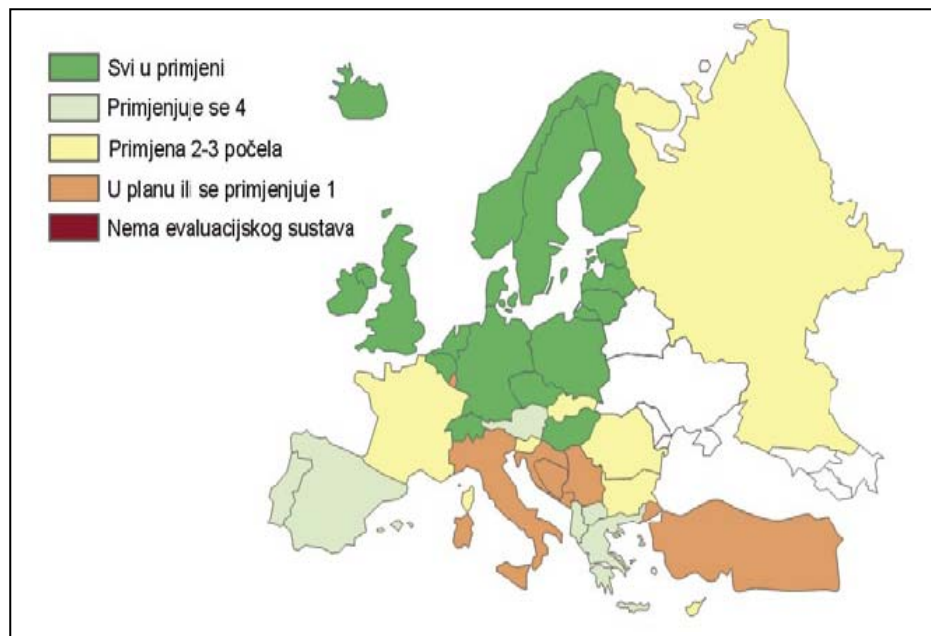 Svi u primjeni
Primjenjuje se 4
Primjena 2-3 počela
U planu ili se primjenjuje 1
Nema evaluacijskog sustava